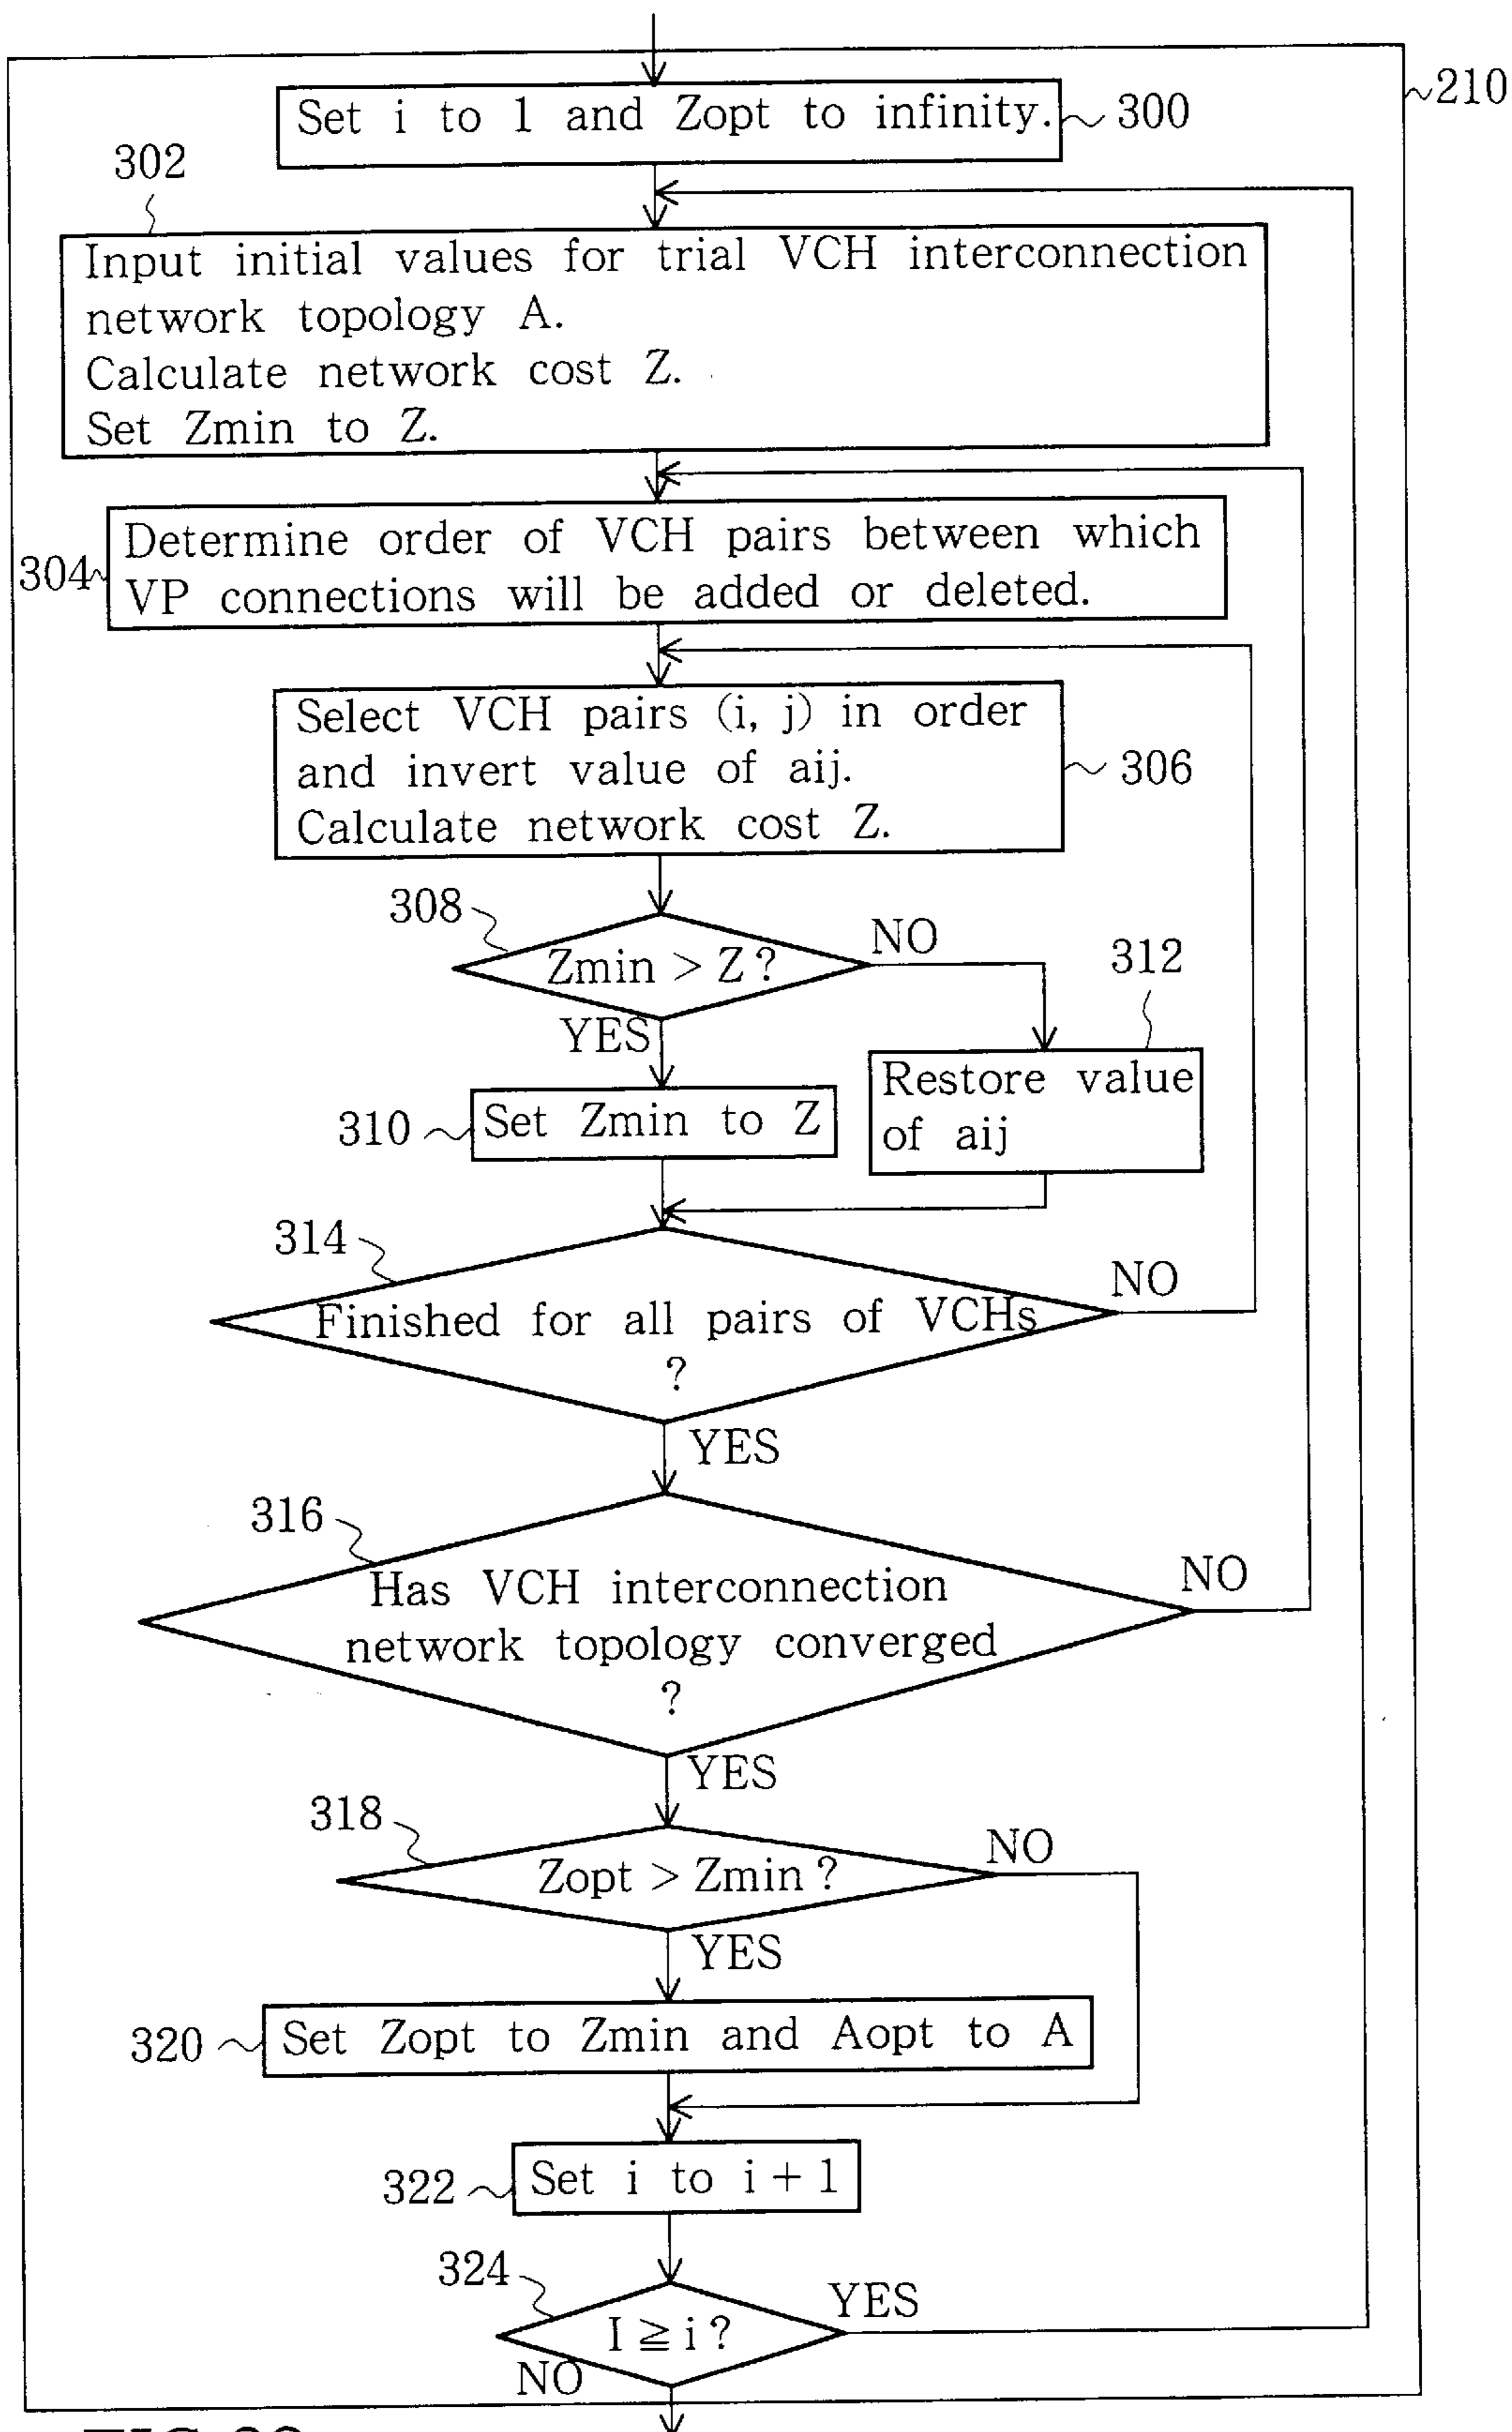 210
Set i to 1 and Zopt to infinity.
300
302
Input initial values for trial VCH interconnection
network topology A.
Calculate network cost Z.
Set Zmin to Z.
304
Determine order of VCH pairs between which
VP connections will be added or deleted.
Select VCH pairs (i, j) in order
and invert value of aij.
Calculate network cost Z.
306
308
Zmin > Z?
NO
YES
312
310
Set Zmin to Z
Restore value
of aij
314
Finished for all pairs of VCHs
?
NO
YES
316
Has VCH interconnection
network topology converged
?
NO
YES
318
Zopt > Zmin?
NO
YES
320
Set Zopt to Zmin and Aopt to A
322
Set i to i+1
324
I ≧ i?
YES
NO